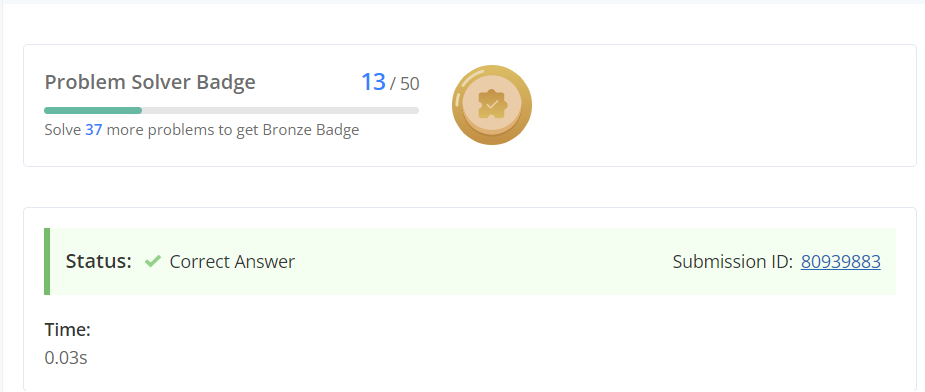 Problem Solver Badge 13 / 50
Solve 37 more problems to get Bronze Badge
Status: Correct Answer Submission ID: 80939883
Time:
0.03s